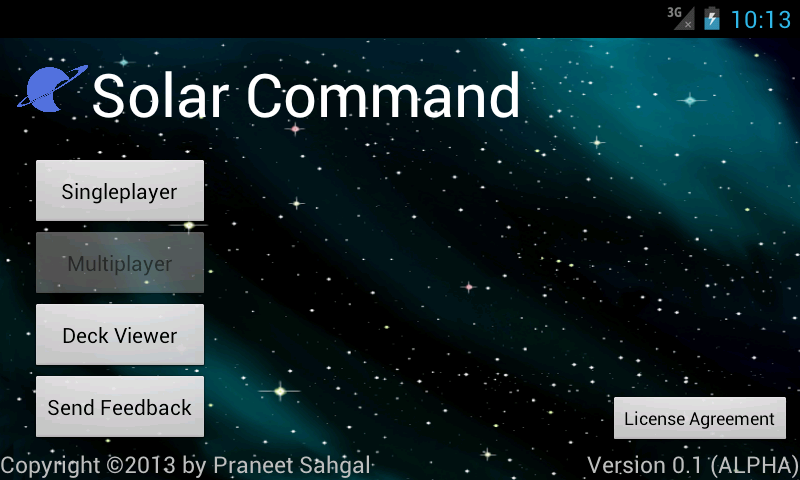 3G 10:13
Solar Command
Singleplayer
Multiplayer
Deck Viewer
Send Feedback
License Agreement
Copyright ©2013 by Praneet Sahgal
Version 0.1 (ALPHA)